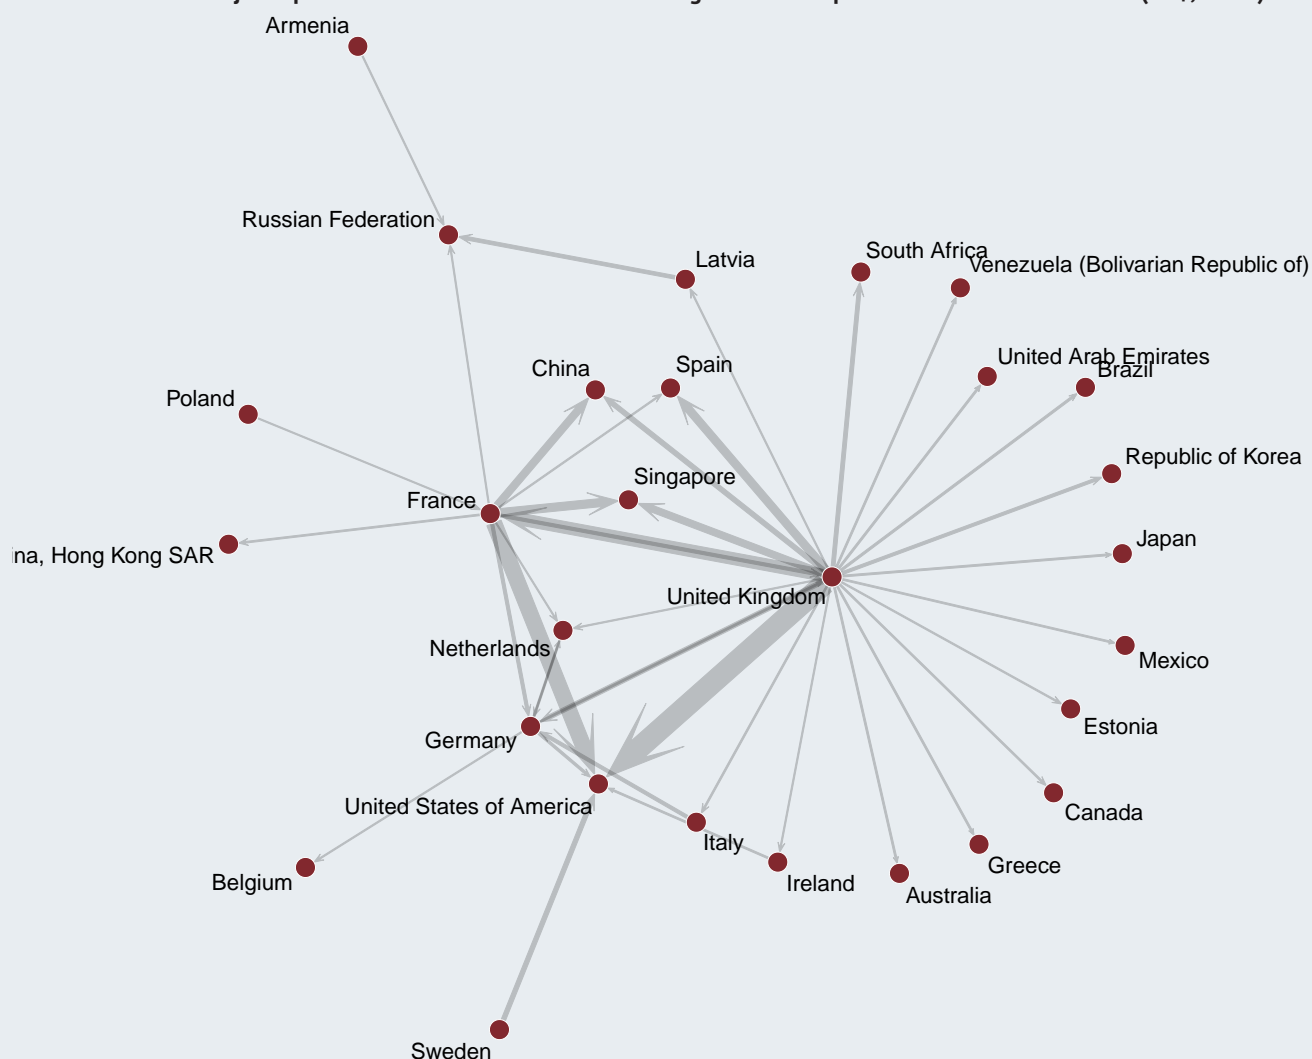 Armenia
Russian Federation
Latvia
South Africa
Venezuela (Bolivarian Republic of)
China
Spain
United Arab Emirates
Brazil
Poland
Republic of Korea
Singapore
France
Japan
ina, Hong Kong SAR
United Kingdom
Netherlands
Mexico
Estonia
Germany
United States of America
Canada
Italy
Greece
Belgium
Ireland
Australia
Sweden